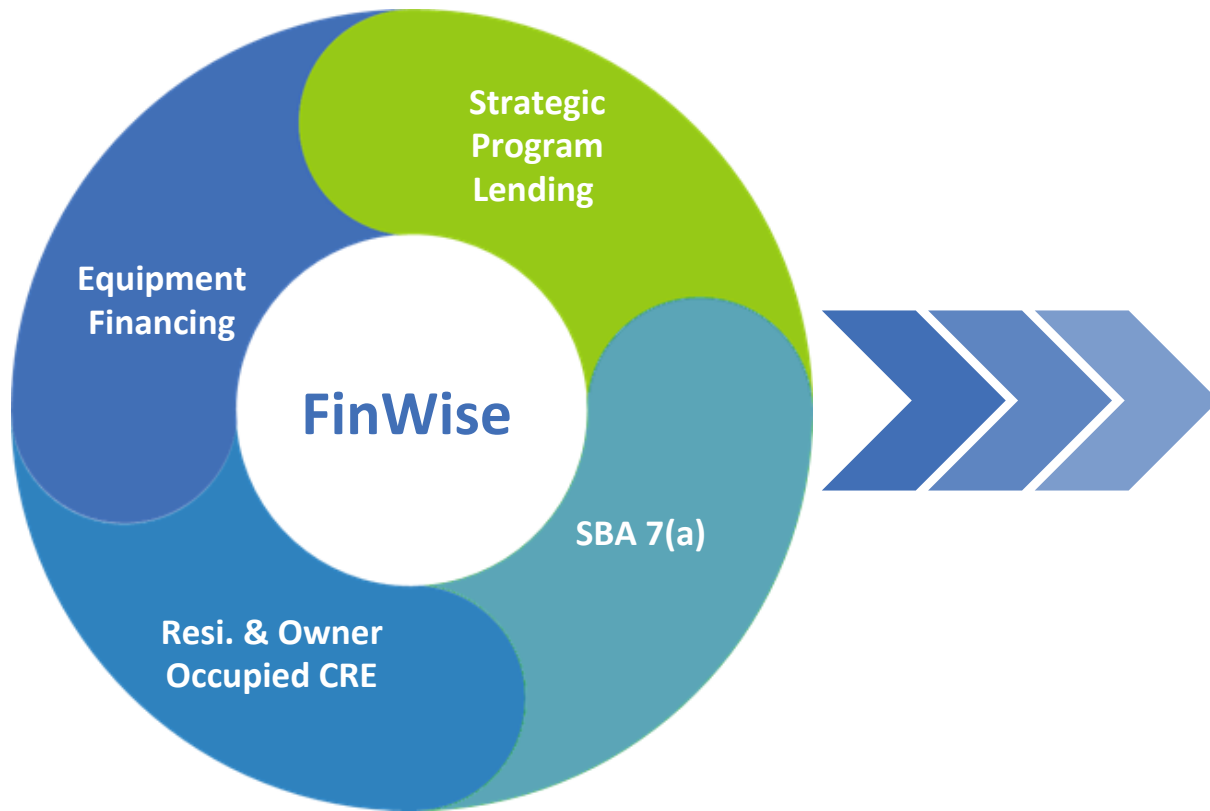 Strategic
Program
Lending
Equipment
Financing
FinWise
SBA 7(a)
Resi. & Owner
Occupied CRE